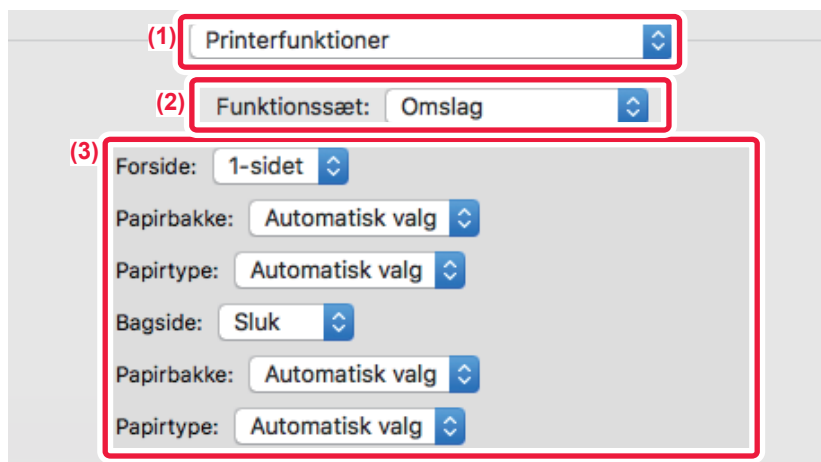 (1) Printerfunktioner
(2) Funktionssæt: Omslag
(3)
Forside: 1-sidet
Papirbakke: Automatisk valg
Papirtype: Automatisk valg
Bagside: Sluk
Papirbakke: Automatisk valg
Papirtype: Automatisk valg